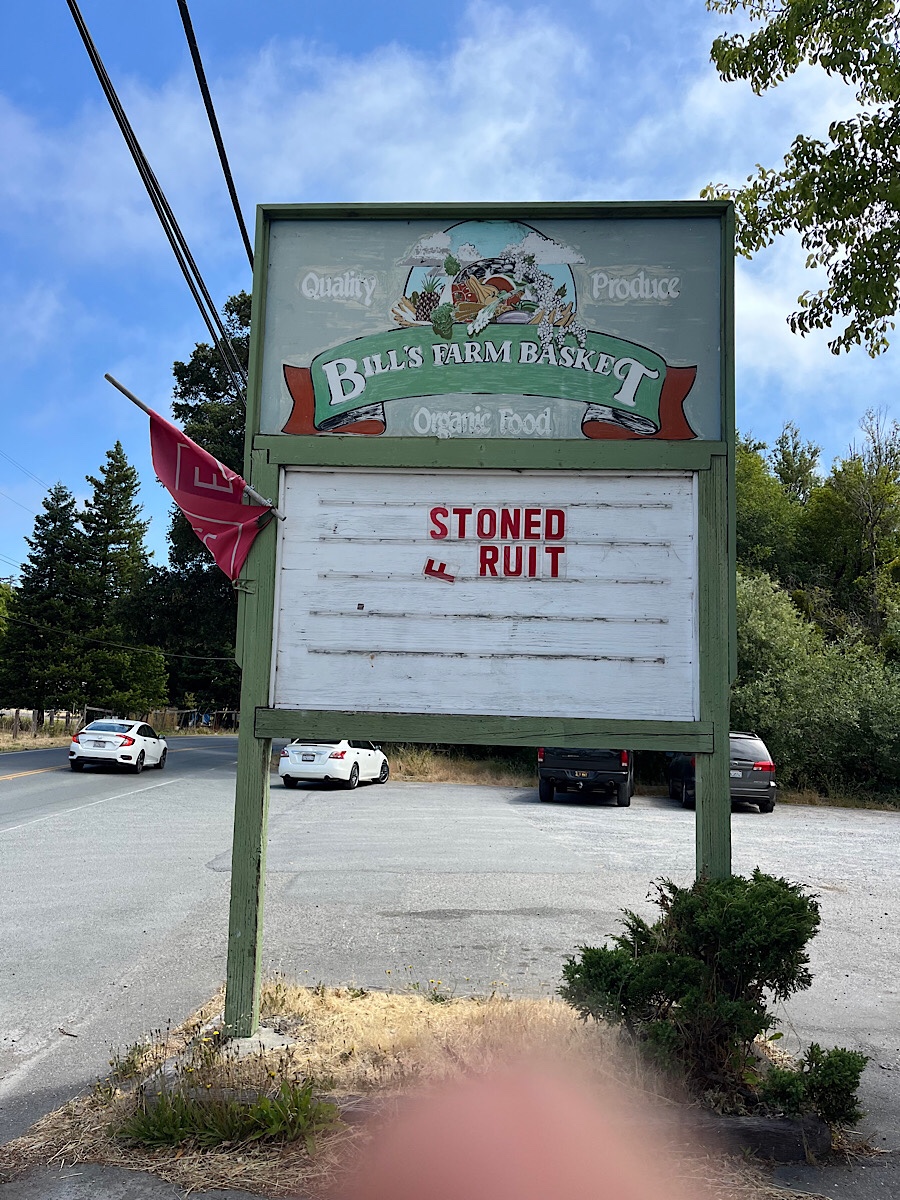 Quality Produce
BILL'S FARM BASKET
Organic Food
STONED
F RUIT